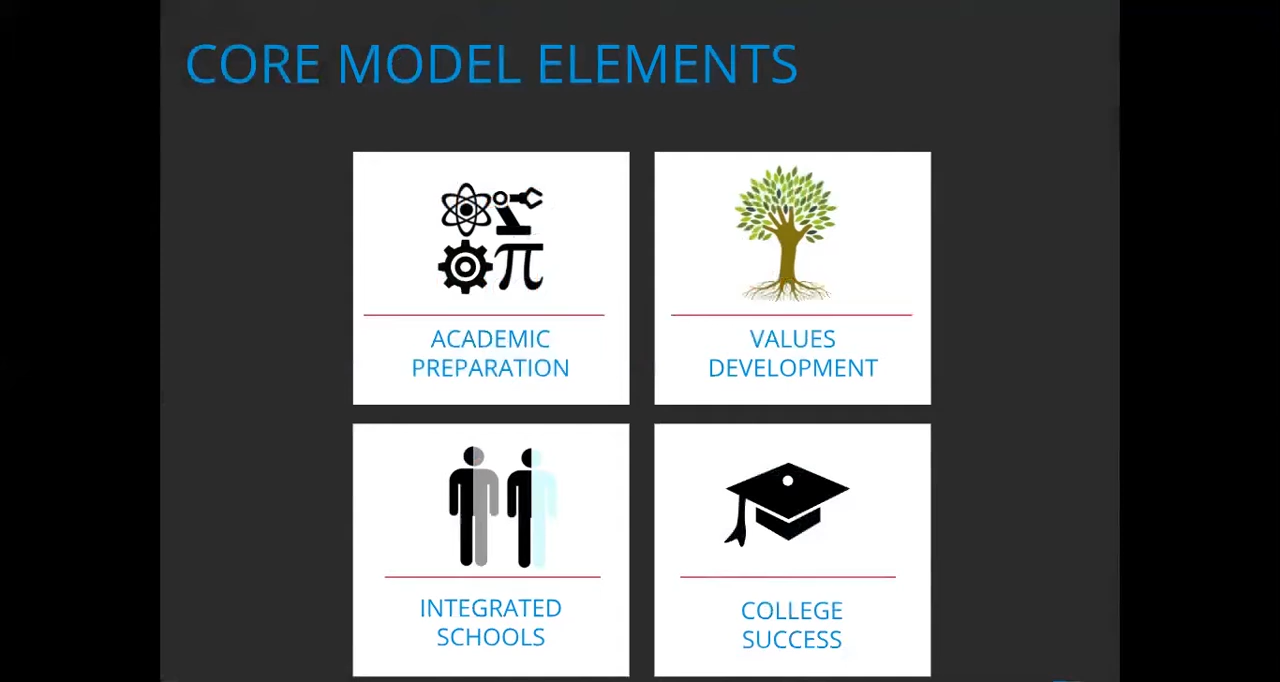 CORE MODEL ELEMENTS
ACADEMIC
PREPARATION
VALUES
DEVELOPMENT
INTEGRATED
SCHOOLS
COLLEGE
SUCCESS